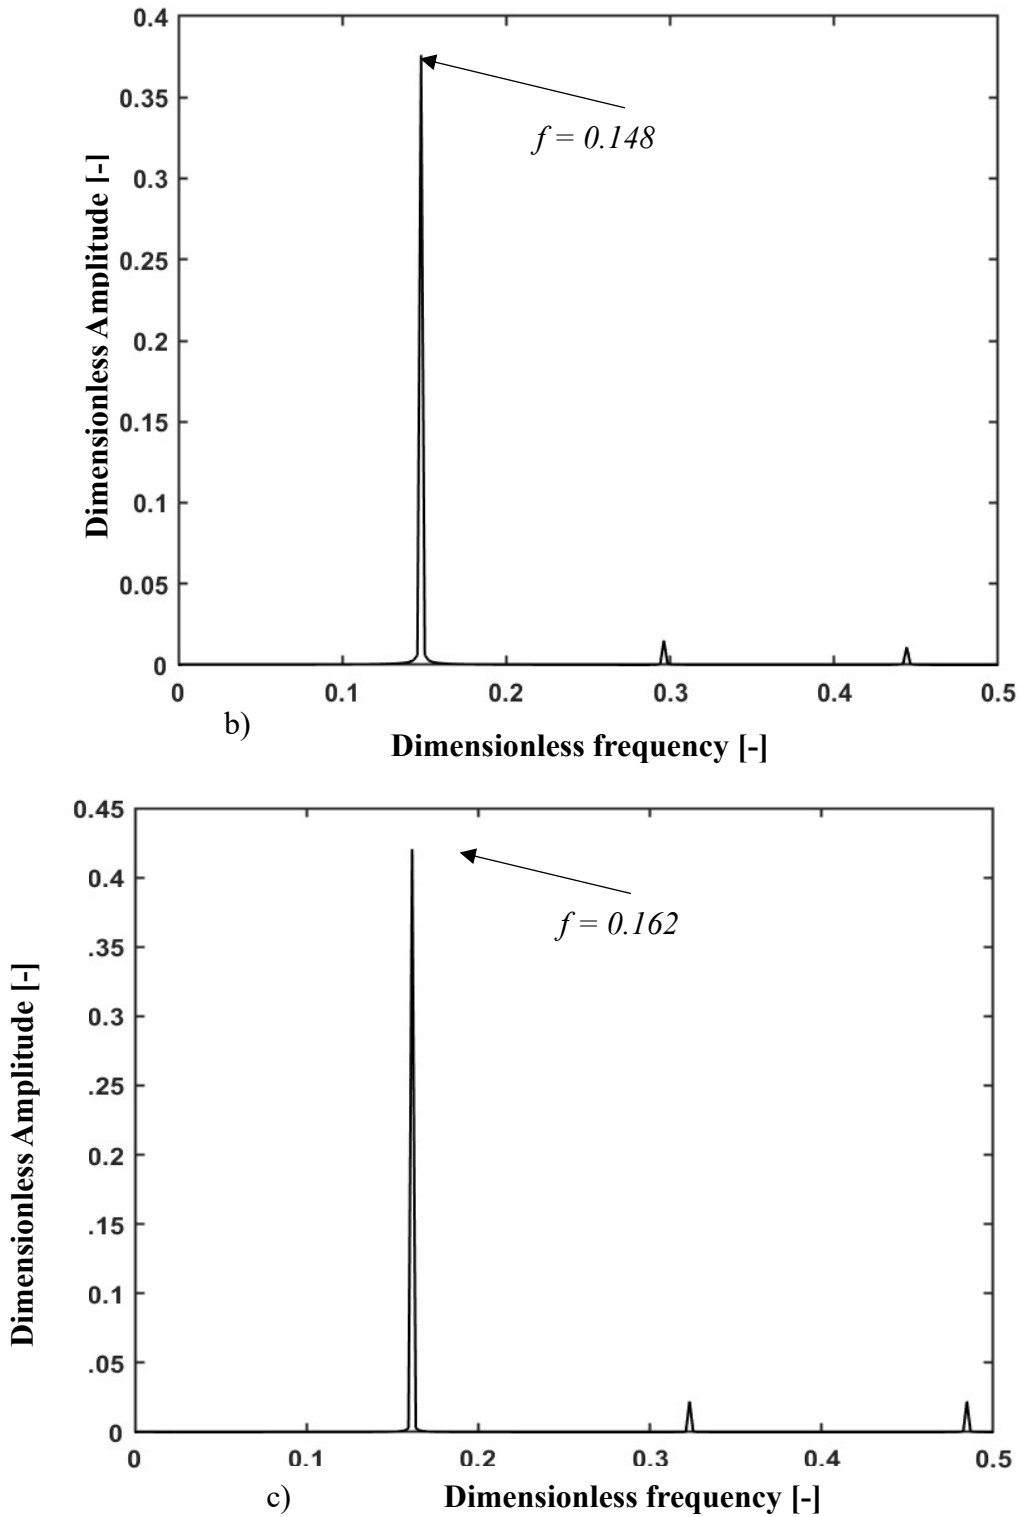 0.4
0.35
f = 0.148
0.3
0.25
0.2
0.15
0.1
0.05
0
Dimensionless Amplitude [-]
0 0.1 0.2 0.3 0.4 0.5
b)
Dimensionless frequency [-]
0.45
0.4
f = 0.162
.35
0.3
.25
0.2
.15
0.1
.05
0
Dimensionless Amplitude [-]
0 0.1 0.2 0.3 0.4 0.5
c) Dimensionless frequency [-]